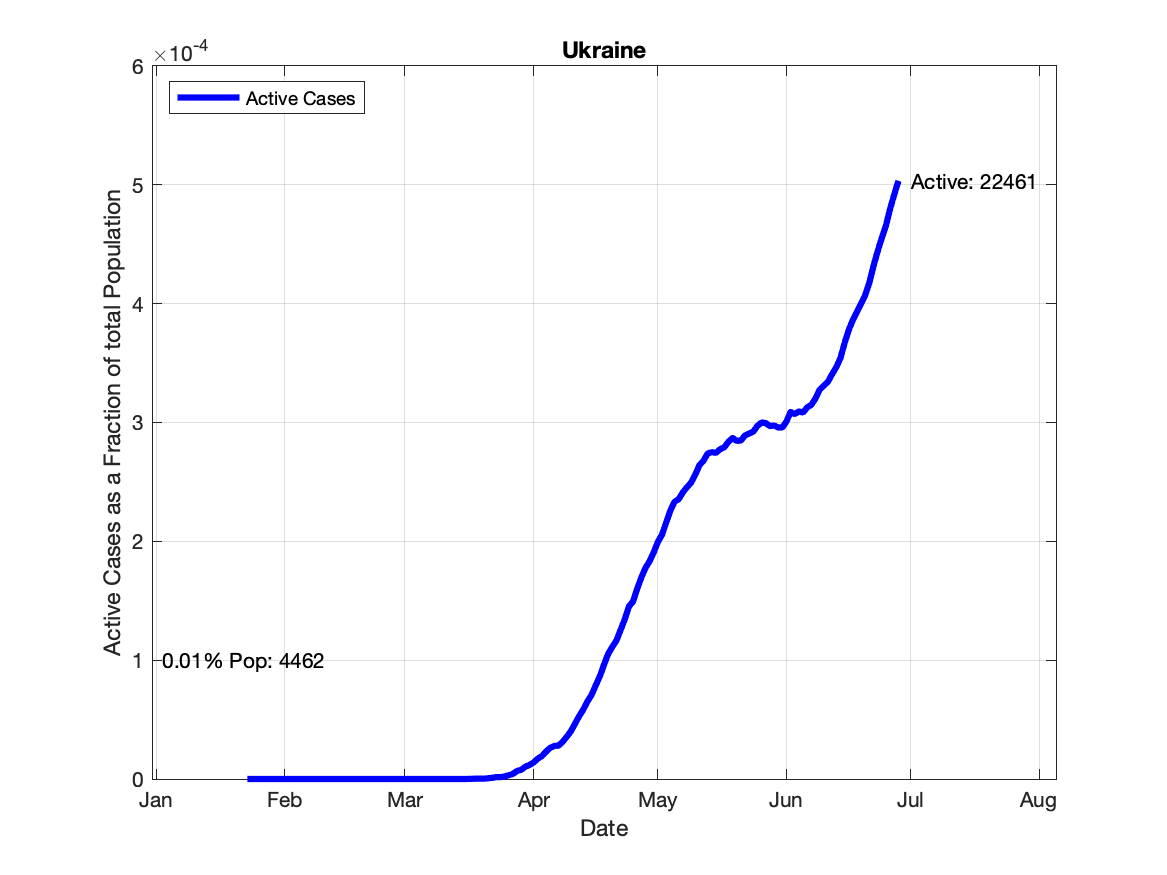 Ukraine
×10-4
Active Cases
6
5
4
3
2
1
0
Active Cases as a Fraction of total Population
Active: 22461
0.01% Pop: 4462
Jan Feb Mar Apr May Jun Jul Aug
Date